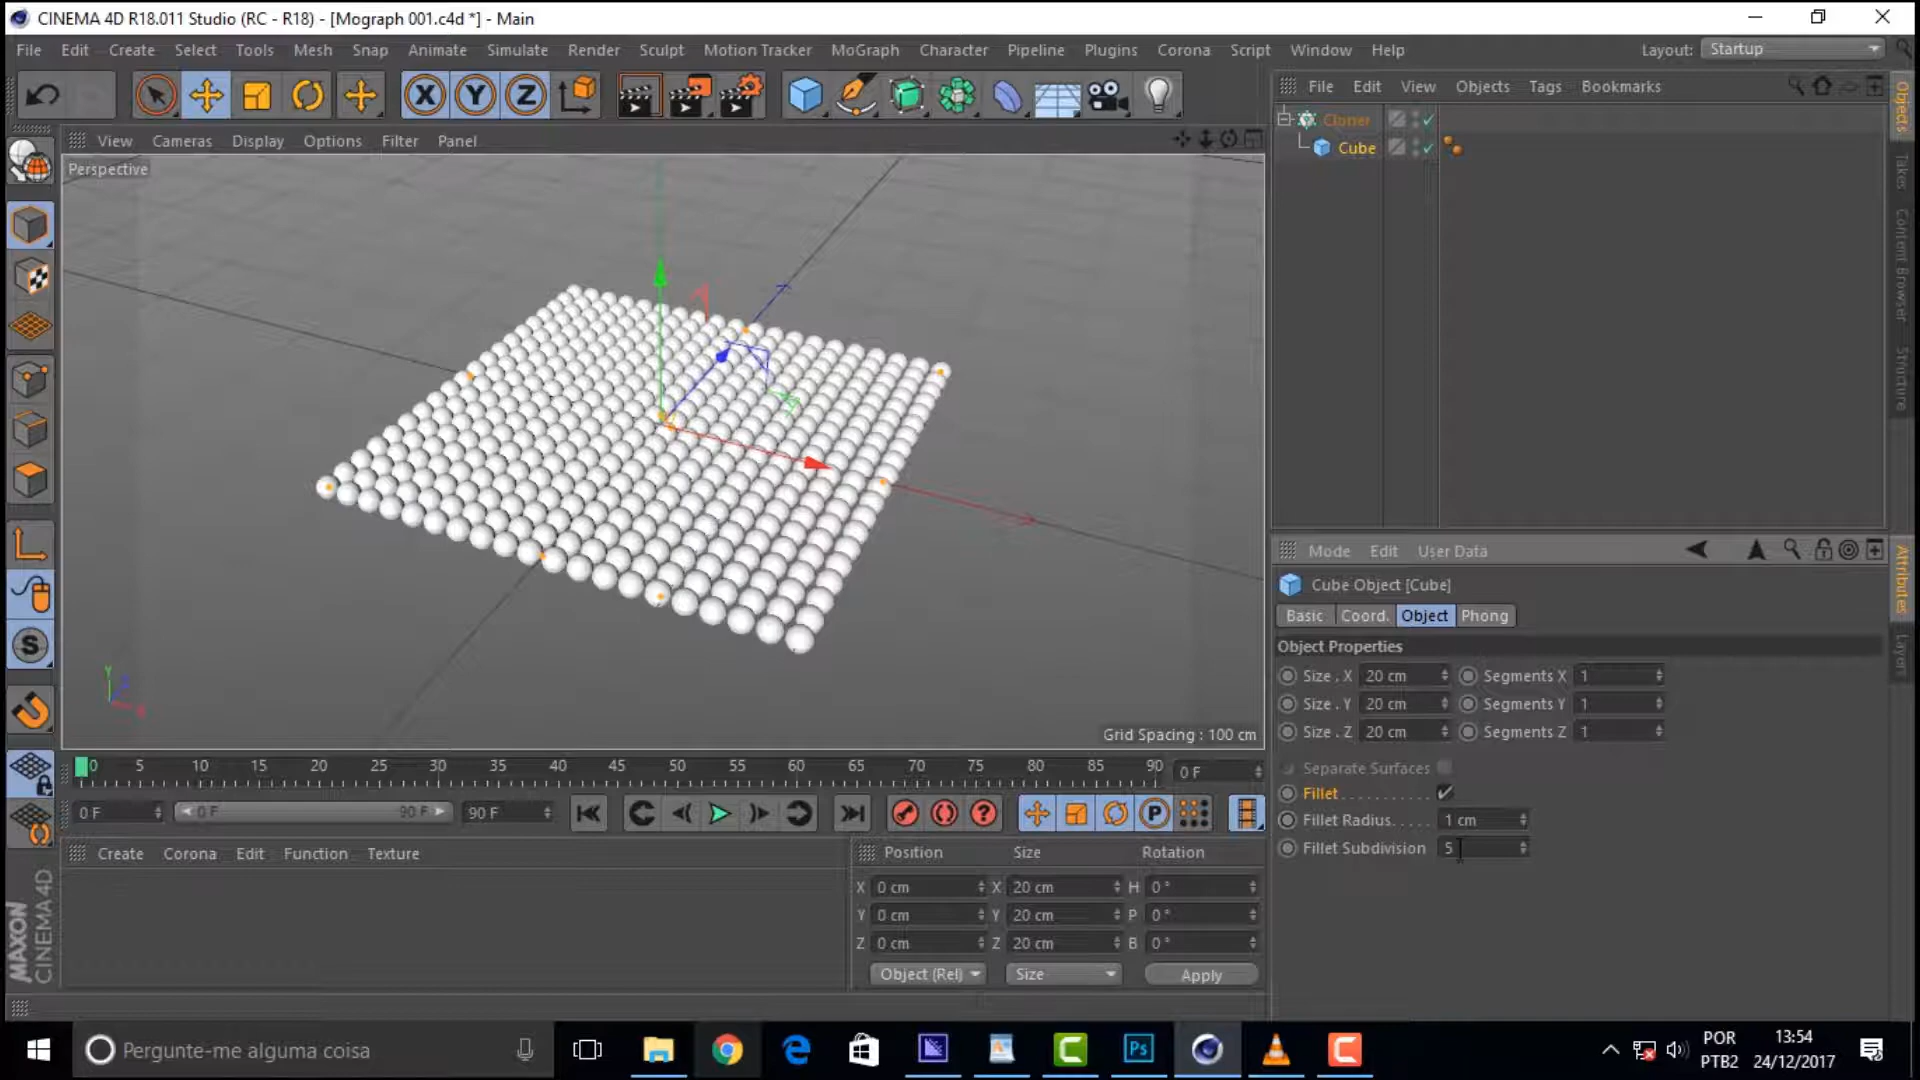 CINEMA 4D R18.011 Studio (RC - R18) - [Mograph 001.c4d *] - Main
File Edit Create Select Tools Mesh Snap Animate Simulate Render Sculpt Motion Tracker MoGraph Character Pipeline Plugins Corona Script Window Help
Layout: Startup
X Y Z
File Edit View Objects Tags Bookmarks
Cloner
Cube
View Cameras Display Options Filter Panel
Perspective
Grid Spacing : 100 cm
Y Z X
Objects
Takes
Content Browser
Structure
Mode Edit User Data
Attributes
Layers
Cube Object [Cube]
Basic Coord. Object Phong
Object Properties
Size . X 20 cm Segments X 1
Size . Y 20 cm Segments Y 1
Size . Z 20 cm Segments Z 1
Separate Surfaces
Fillet . . . . . . . . . .
Fillet Radius. . . . . 1 cm
Fillet Subdivision 5
0 5 10 15 20 25 30 35 40 45 50 55 60 65 70 75 80 85 90 0 F
0 F 0 F 90 F 90 F
P
Create Corona Edit Function Texture
Position Size Rotation
X 0 cm X 20 cm H 0 °
Y 0 cm Y 20 cm P 0 °
Z 0 cm Z 20 cm B 0 °
Object (Rel) Size Apply
MAXON
CINEMA 4D
Pergunte-me alguma coisa
Ps
POR
PTB2
13:54
24/12/2017